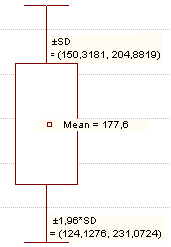 ±SD
= (150,3181, 204,8819)
Mean = 177,6
±1,96*SD
= (124,1276, 231,0724)